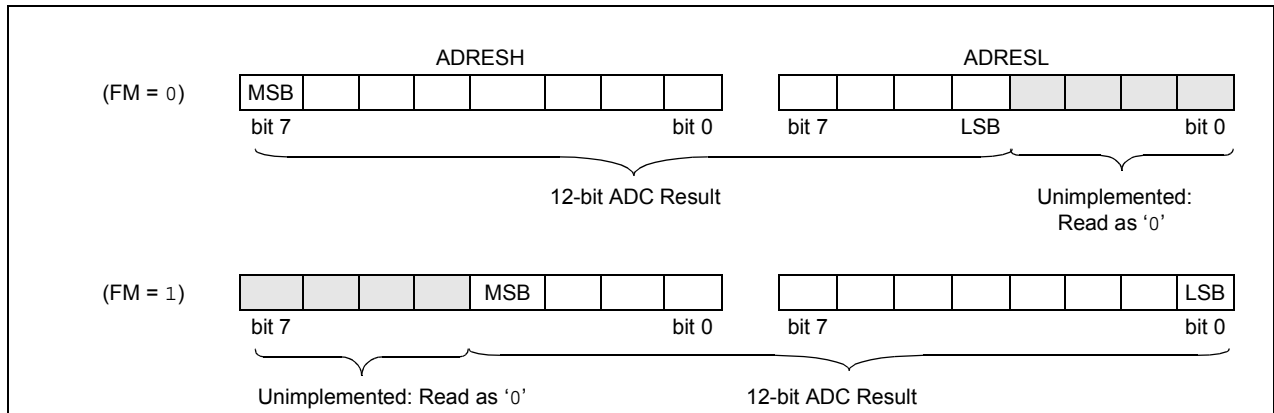 ADRESH ADRESL
(FM = 0) MSB
bit 7 bit 0 bit 7 LSB bit 0
12-bit ADC Result Unimplemented:
Read as ‘0’
(FM = 1) MSB LSB
bit 7 bit 0 bit 7 bit 0
Unimplemented: Read as ‘0’ 12-bit ADC Result